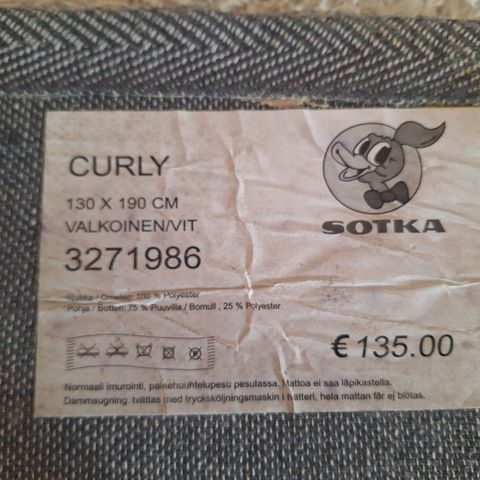 CURLY
130 X 190 CM
VALKOINEN/VIT
3271986
SOTKA
Nukka / Ornelan: 100 % Polyester
Pohja / Botten: 75 % Puuvilla / Bomull , 25 % Polyester
€ 135.00
Normaali imurointi, painehuuhtelupesu pesulassa. Mattoa ei saa läpikastella.
Dammsugning. tvättas med trycksköljningsmaskin i tvätteri, hela mattan får ej blötas.